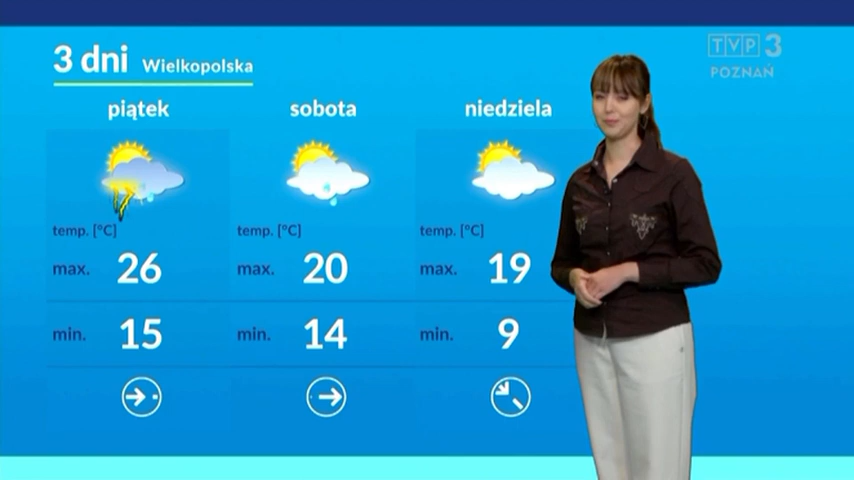 3 dni Wielkopolska
TVP 3
POZNAŃ
piątek sobota niedziela
temp. [°C] temp. [°C] temp. [°C]
max. 26 max. 20 max. 19
min. 15 min. 14 min. 9